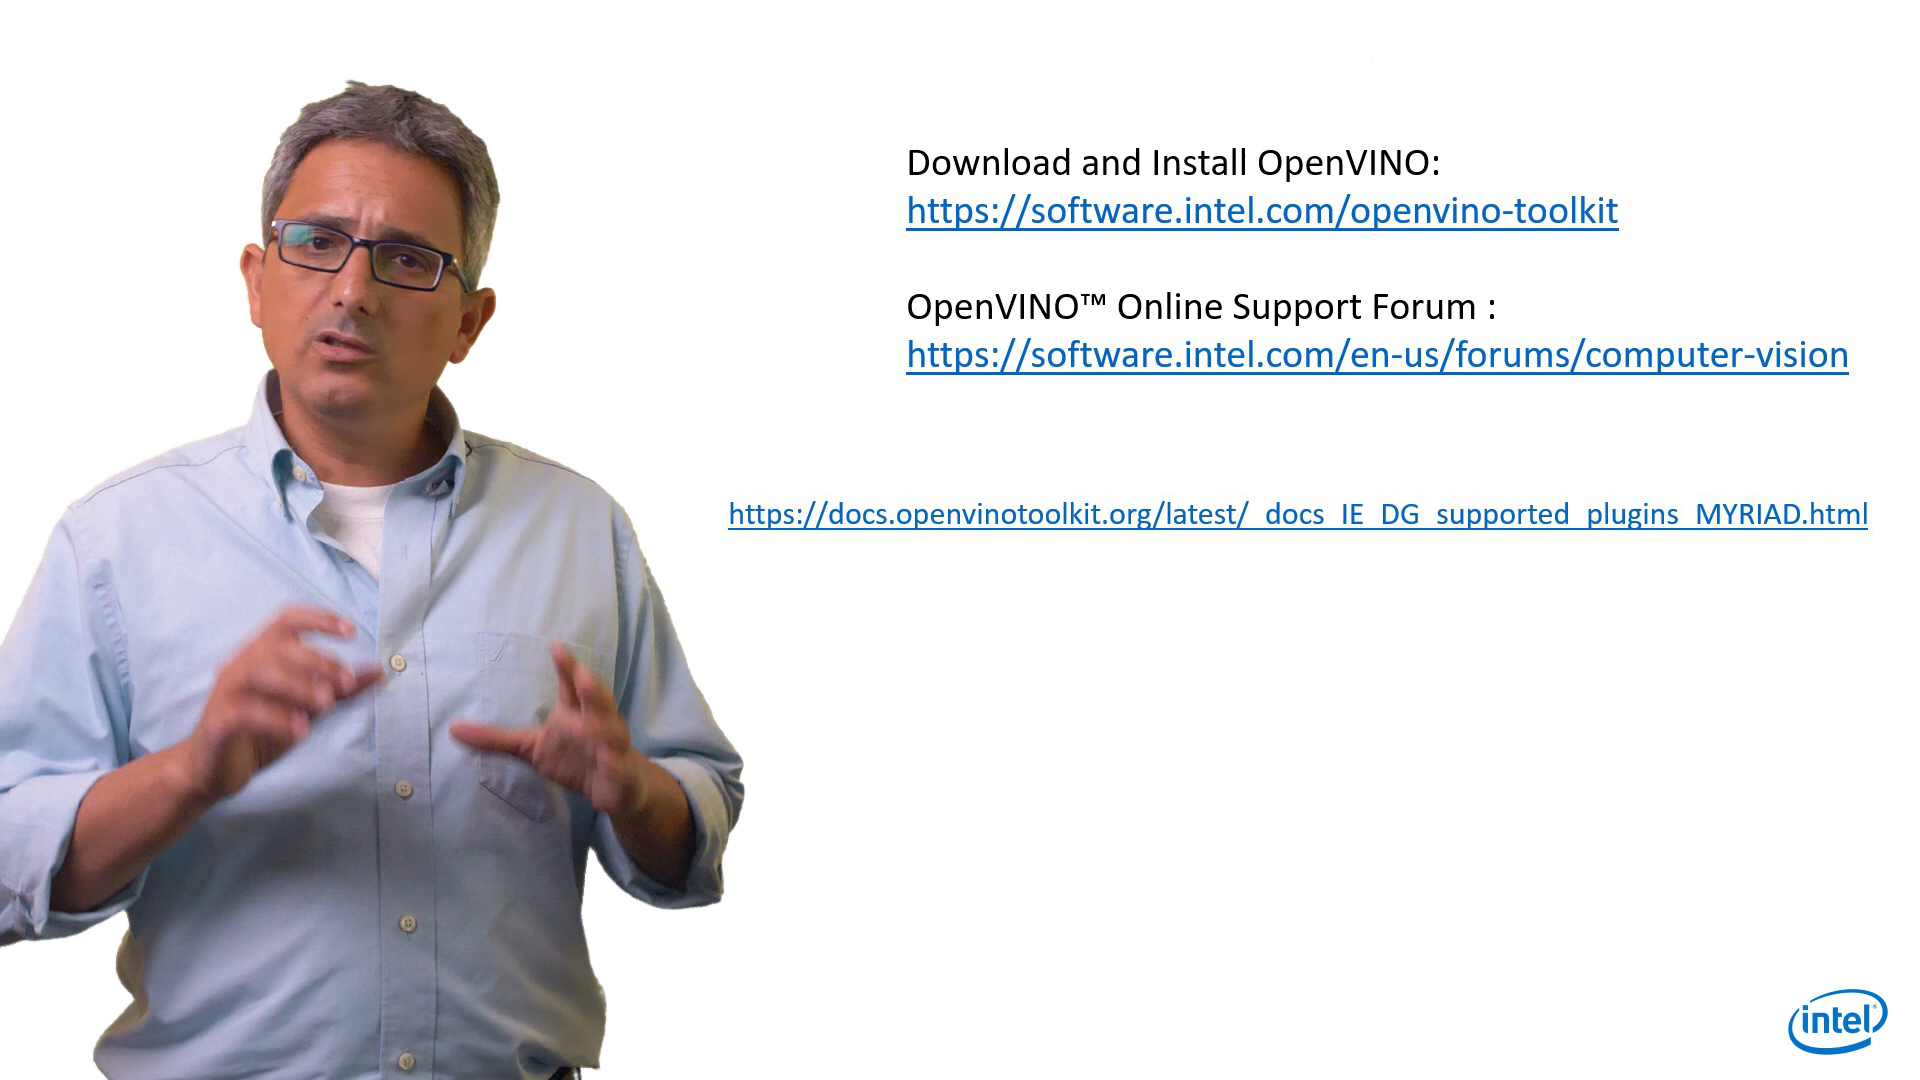 Download and Install OpenVINO:
https://software.intel.com/openvino-toolkit
OpenVINO™ Online Support Forum :
https://software.intel.com/en-us/forums/computer-vision
https://docs.openvinotoolkit.org/latest/_docs_IE_DG_supported_plugins_MYRIAD.html
intel